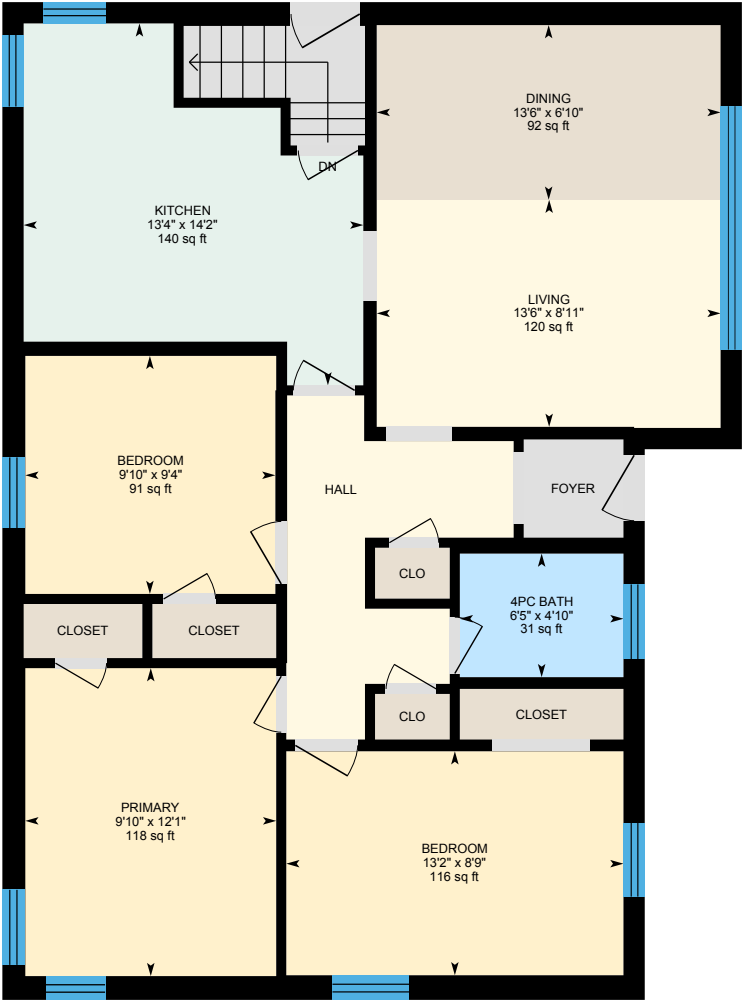 DINING
13'6" x 6'10"
92 sq ft
DN
KITCHEN
13'4" x 14'2"
140 sq ft
LIVING
13'6" x 8'11"
120 sq ft
BEDROOM
9'10" x 9'4"
91 sq ft
HALL
FOYER
CLO
4PC BATH
6'5" x 4'10"
31 sq ft
CLOSET
CLOSET
CLO
CLOSET
PRIMARY
9'10" x 12'1"
118 sq ft
BEDROOM
13'2" x 8'9"
116 sq ft